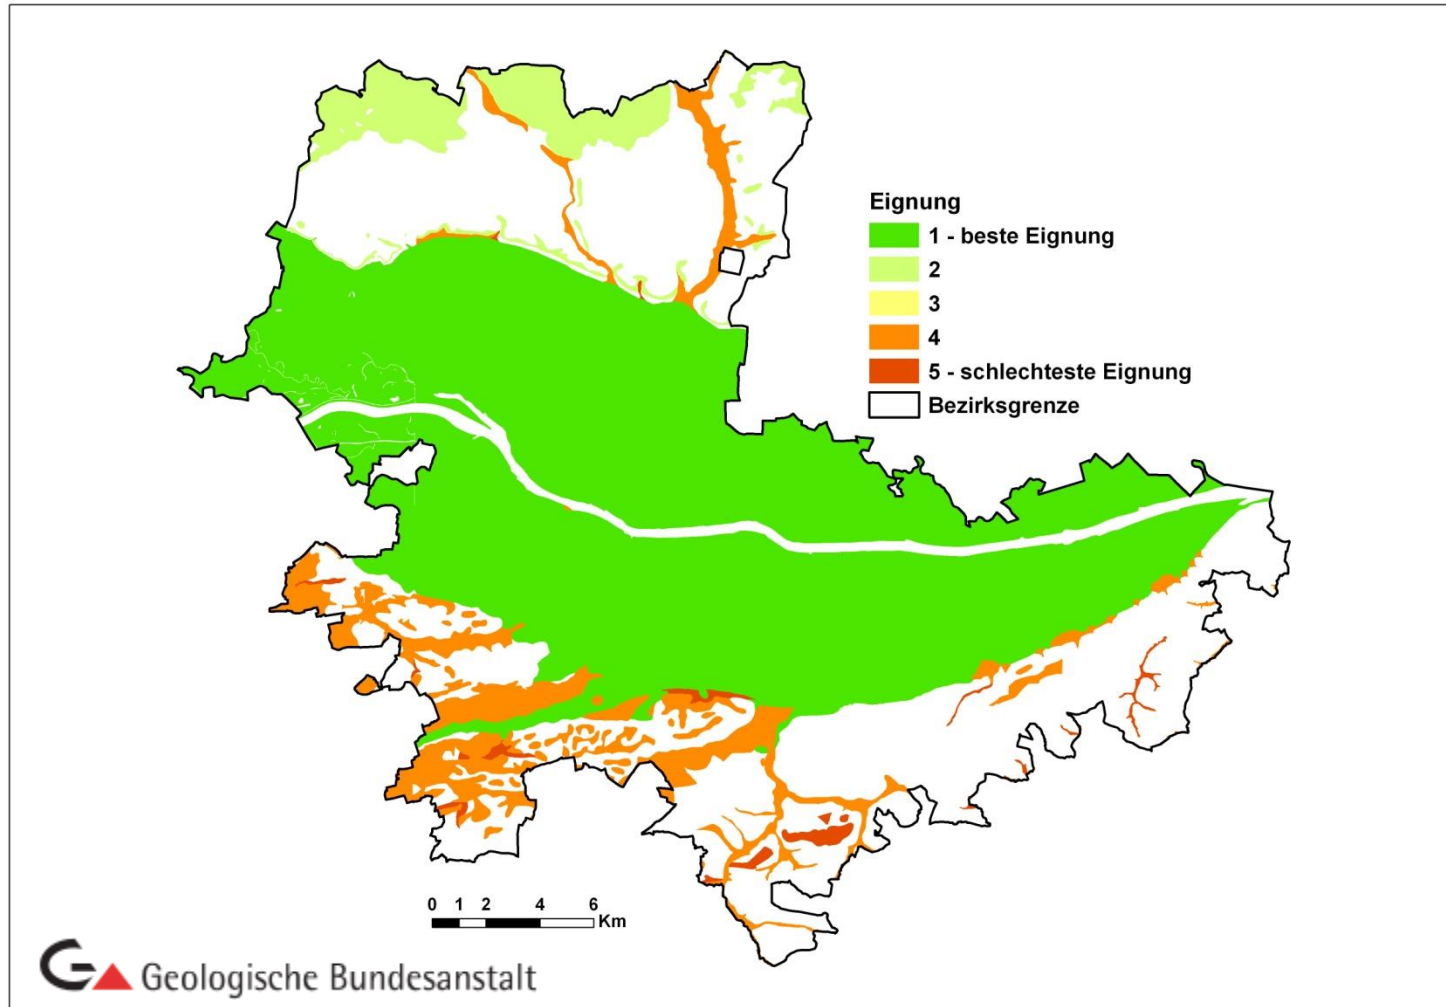 Eignung
1 - beste Eignung
2
3
4
5 - schlechteste Eignung
Bezirksgrenze
0 1 2 4 6
Km
Geologische Bundesanstalt